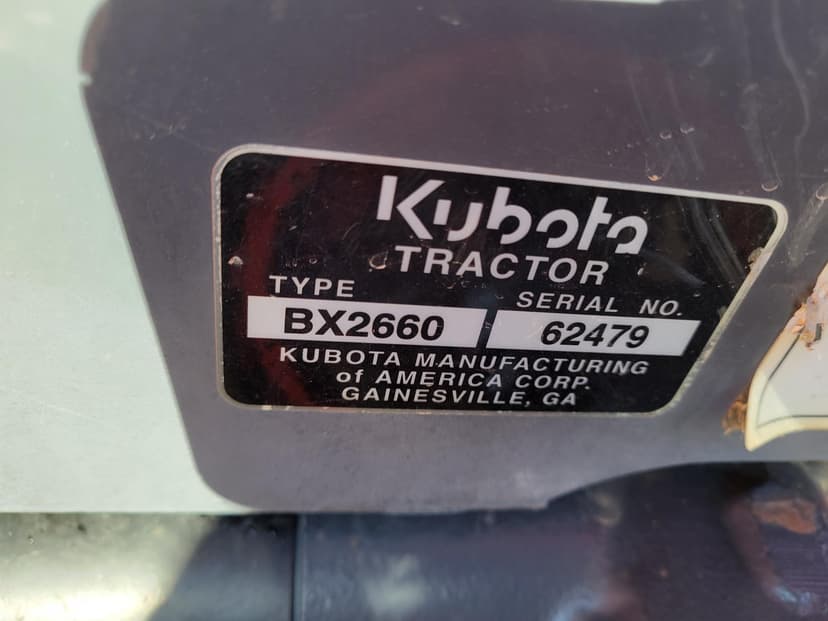 Kubota
TRACTOR
TYPE
SERIAL NO.
BX2660
62479
KUBOTA MANUFACTURING
of AMERICA CORP.
GAINESVILLE, GA